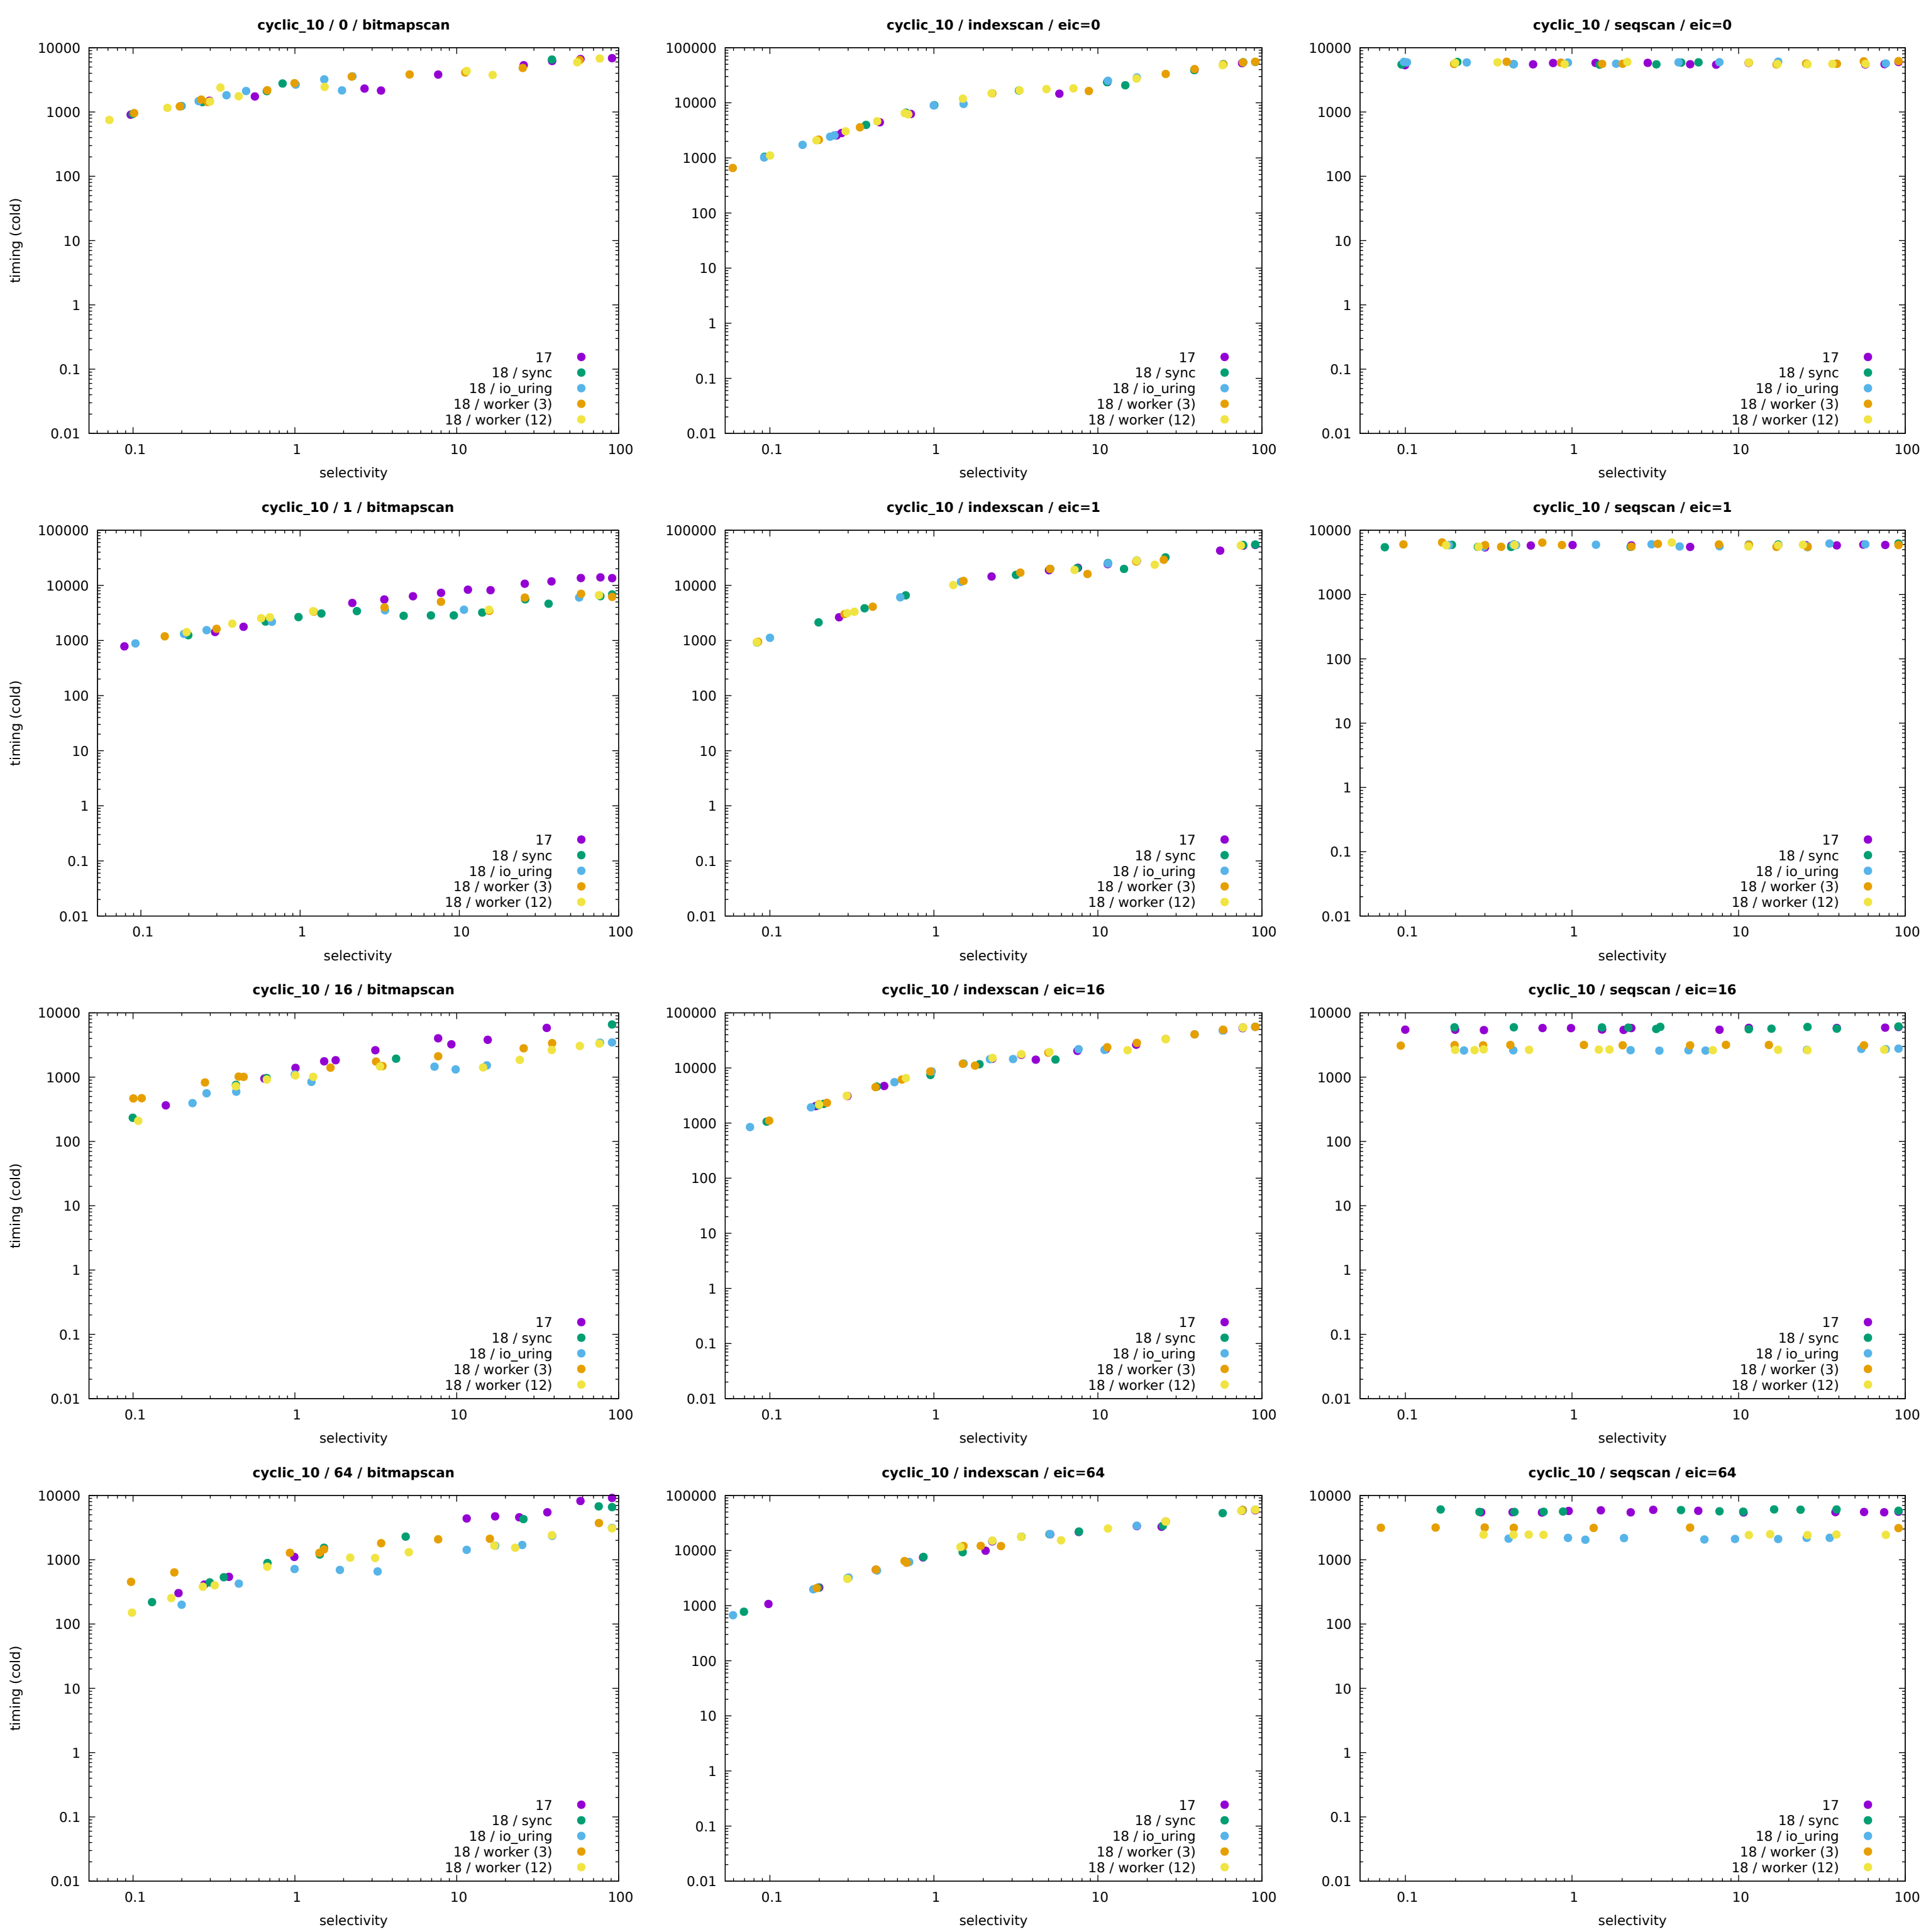 cyclic_10 / 0 / bitmapscan
10000
1000
100
10
1
0.1
0.01
timing (cold)
17
18 / sync
18 / io_uring
18 / worker (3)
18 / worker (12)
0.1 1 10 100
selectivity
cyclic_10 / indexscan / eic=0
100000
10000
1000
100
10
1
0.1
0.01
17
18 / sync
18 / io_uring
18 / worker (3)
18 / worker (12)
0.1 1 10 100
selectivity
cyclic_10 / seqscan / eic=0
10000
1000
100
10
1
0.1
0.01
17
18 / sync
18 / io_uring
18 / worker (3)
18 / worker (12)
0.1 1 10 100
selectivity
cyclic_10 / 1 / bitmapscan
100000
10000
1000
100
10
1
0.1
0.01
timing (cold)
17
18 / sync
18 / io_uring
18 / worker (3)
18 / worker (12)
0.1 1 10 100
selectivity
cyclic_10 / indexscan / eic=1
100000
10000
1000
100
10
1
0.1
0.01
17
18 / sync
18 / io_uring
18 / worker (3)
18 / worker (12)
0.1 1 10 100
selectivity
cyclic_10 / seqscan / eic=1
10000
1000
100
10
1
0.1
0.01
17
18 / sync
18 / io_uring
18 / worker (3)
18 / worker (12)
0.1 1 10 100
selectivity
cyclic_10 / 16 / bitmapscan
10000
1000
100
10
1
0.1
0.01
timing (cold)
17
18 / sync
18 / io_uring
18 / worker (3)
18 / worker (12)
0.1 1 10 100
selectivity
cyclic_10 / indexscan / eic=16
100000
10000
1000
100
10
1
0.1
0.01
17
18 / sync
18 / io_uring
18 / worker (3)
18 / worker (12)
0.1 1 10 100
selectivity
cyclic_10 / seqscan / eic=16
10000
1000
100
10
1
0.1
0.01
17
18 / sync
18 / io_uring
18 / worker (3)
18 / worker (12)
0.1 1 10 100
selectivity
cyclic_10 / 64 / bitmapscan
10000
1000
100
10
1
0.1
0.01
timing (cold)
17
18 / sync
18 / io_uring
18 / worker (3)
18 / worker (12)
0.1 1 10 100
selectivity
cyclic_10 / indexscan / eic=64
100000
10000
1000
100
10
1
0.1
0.01
17
18 / sync
18 / io_uring
18 / worker (3)
18 / worker (12)
0.1 1 10 100
selectivity
cyclic_10 / seqscan / eic=64
10000
1000
100
10
1
0.1
0.01
17
18 / sync
18 / io_uring
18 / worker (3)
18 / worker (12)
0.1 1 10 100
selectivity